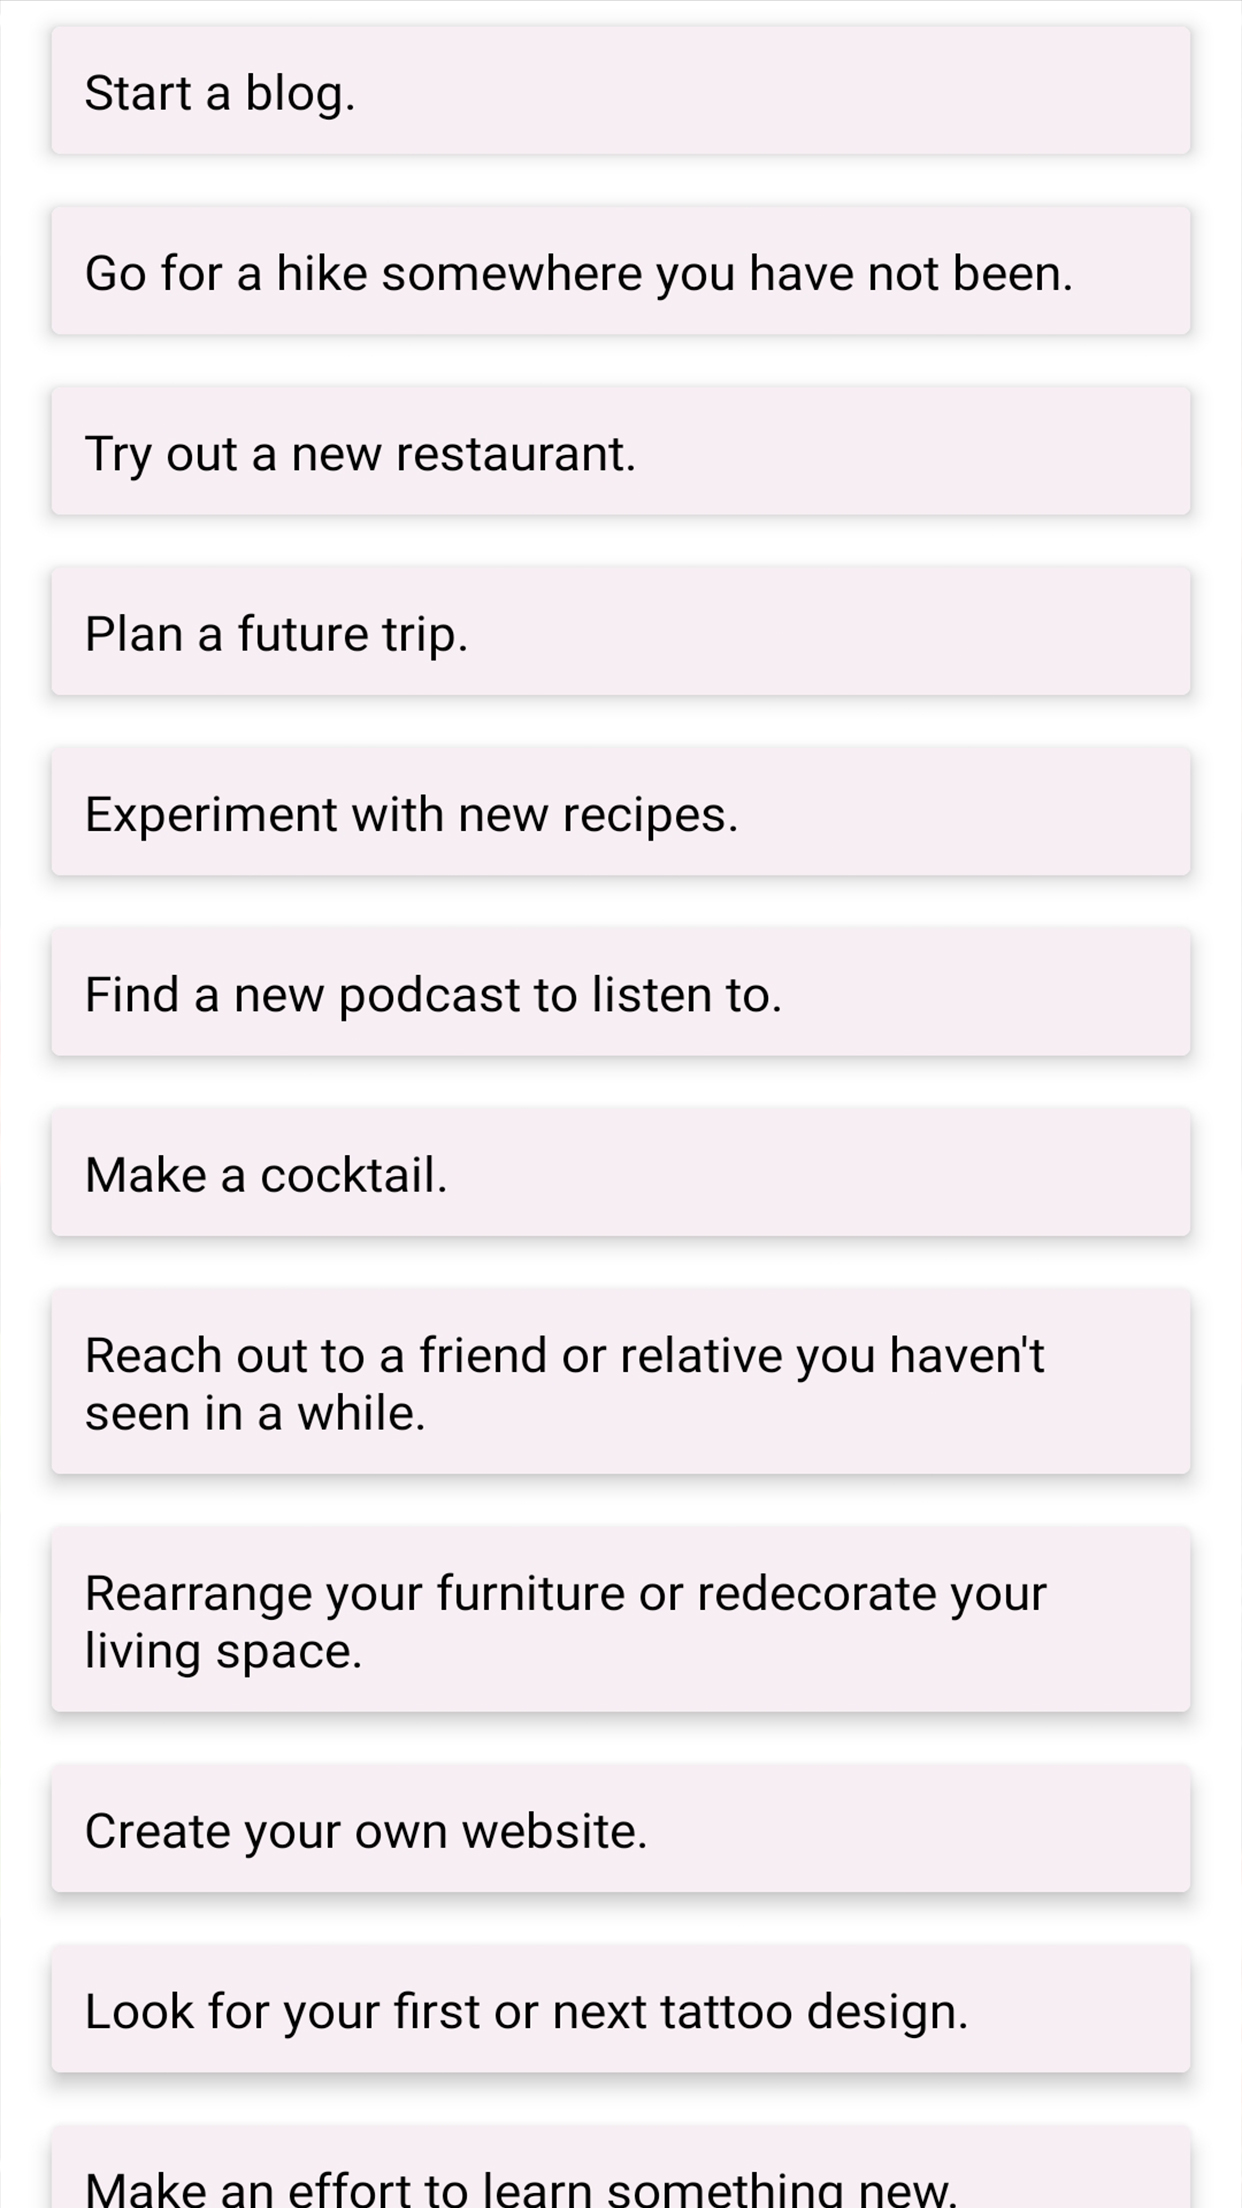 Start a blog.
Go for a hike somewhere you have not been.
Try out a new restaurant.
Plan a future trip.
Experiment with new recipes.
Find a new podcast to listen to.
Make a cocktail.
Reach out to a friend or relative you haven't
seen in a while.
Rearrange your furniture or redecorate your
living space.
Create your own website.
Look for your first or next tattoo design.
Make an effort to learn something new.